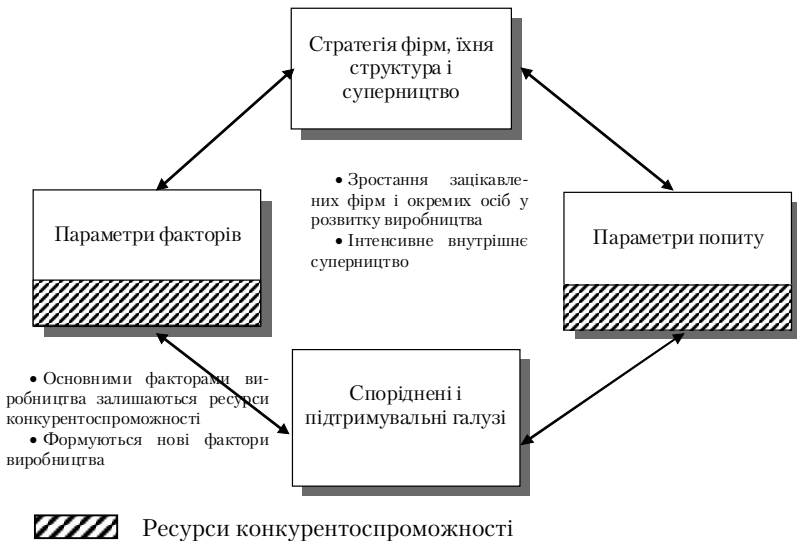 Стратегія фірм, їхня
структура і
суперництво
• Зростання зацікавле-
них фірм і окремих осіб у
розвитку виробництва
• Інтенсивне внутрішнє
суперництво
Параметри факторів
Параметри попиту
• Основними факторами ви-
робництва залишаються ресурси
конкурентоспроможності
• Формуються нові фактори
виробництва
Споріднені і
підтримувальні галузі
Ресурси конкурентоспроможності